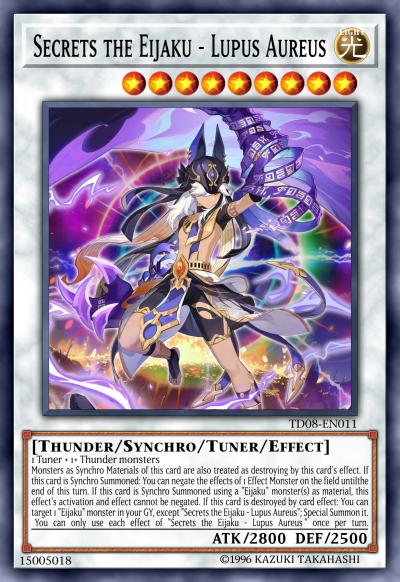 SECRETS THE EIJAKU - LUPUS AUREUS
LIGHT
光
TD08-EN011
[THUNDER/SYNCHRO/TUNER/EFFECT]
1 Tuner + 1+ Thunder monsters
Monsters as Synchro Materials of this card are also treated as destroying by this card's effect. If
this card is Synchro Summoned: You can negate the effects of 1 Effect Monster on the field untilthe
end of this turn. If this card is Synchro Summoned using a "Eijaku" monster(s) as material, this
effect's activation and effect cannot be negated. If this card is destroyed by card effect: You can
target 1 "Eijaku" monster in your GY, except "Secrets the Eijaku - Lupus Aureus"; Special Summon it.
You can only use each effect of "Secrets the Eijaku - Lupus Aureus" once per turn.
ATK/2800 DEF/2500
15005018
©1996 KAZUKI TAKAHASHI